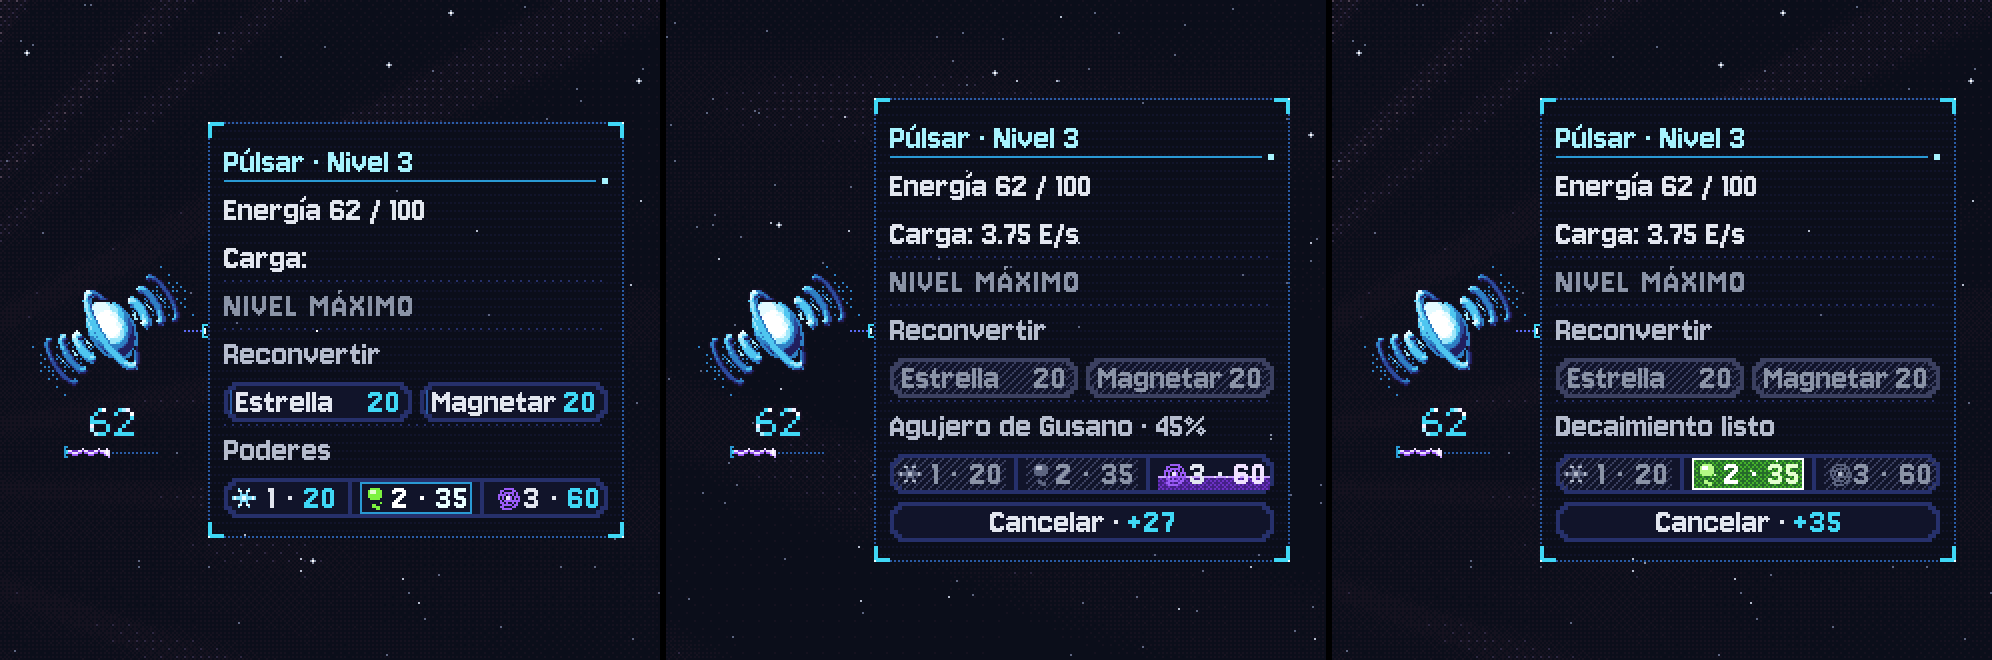 Púlsar · Nivel 3
Energía 62 / 100
Carga:
NIVEL MÁXIMO
Reconvertir
Estrella 20 Magnetar 20
Poderes
1 · 20 2 · 35 3 · 60
62
Púlsar · Nivel 3
Energía 62 / 100
Carga: 3.75 E/s
NIVEL MÁXIMO
Reconvertir
Estrella 20 Magnetar 20
Agujero de Gusano · 45%
1 · 20 2 · 35 3 · 60
Cancelar · +27
62
Púlsar · Nivel 3
Energía 62 / 100
Carga: 3.75 E/s
NIVEL MÁXIMO
Reconvertir
Estrella 20 Magnetar 20
Decaimiento listo
1 · 20 2 · 35 3 · 60
Cancelar · +35
62